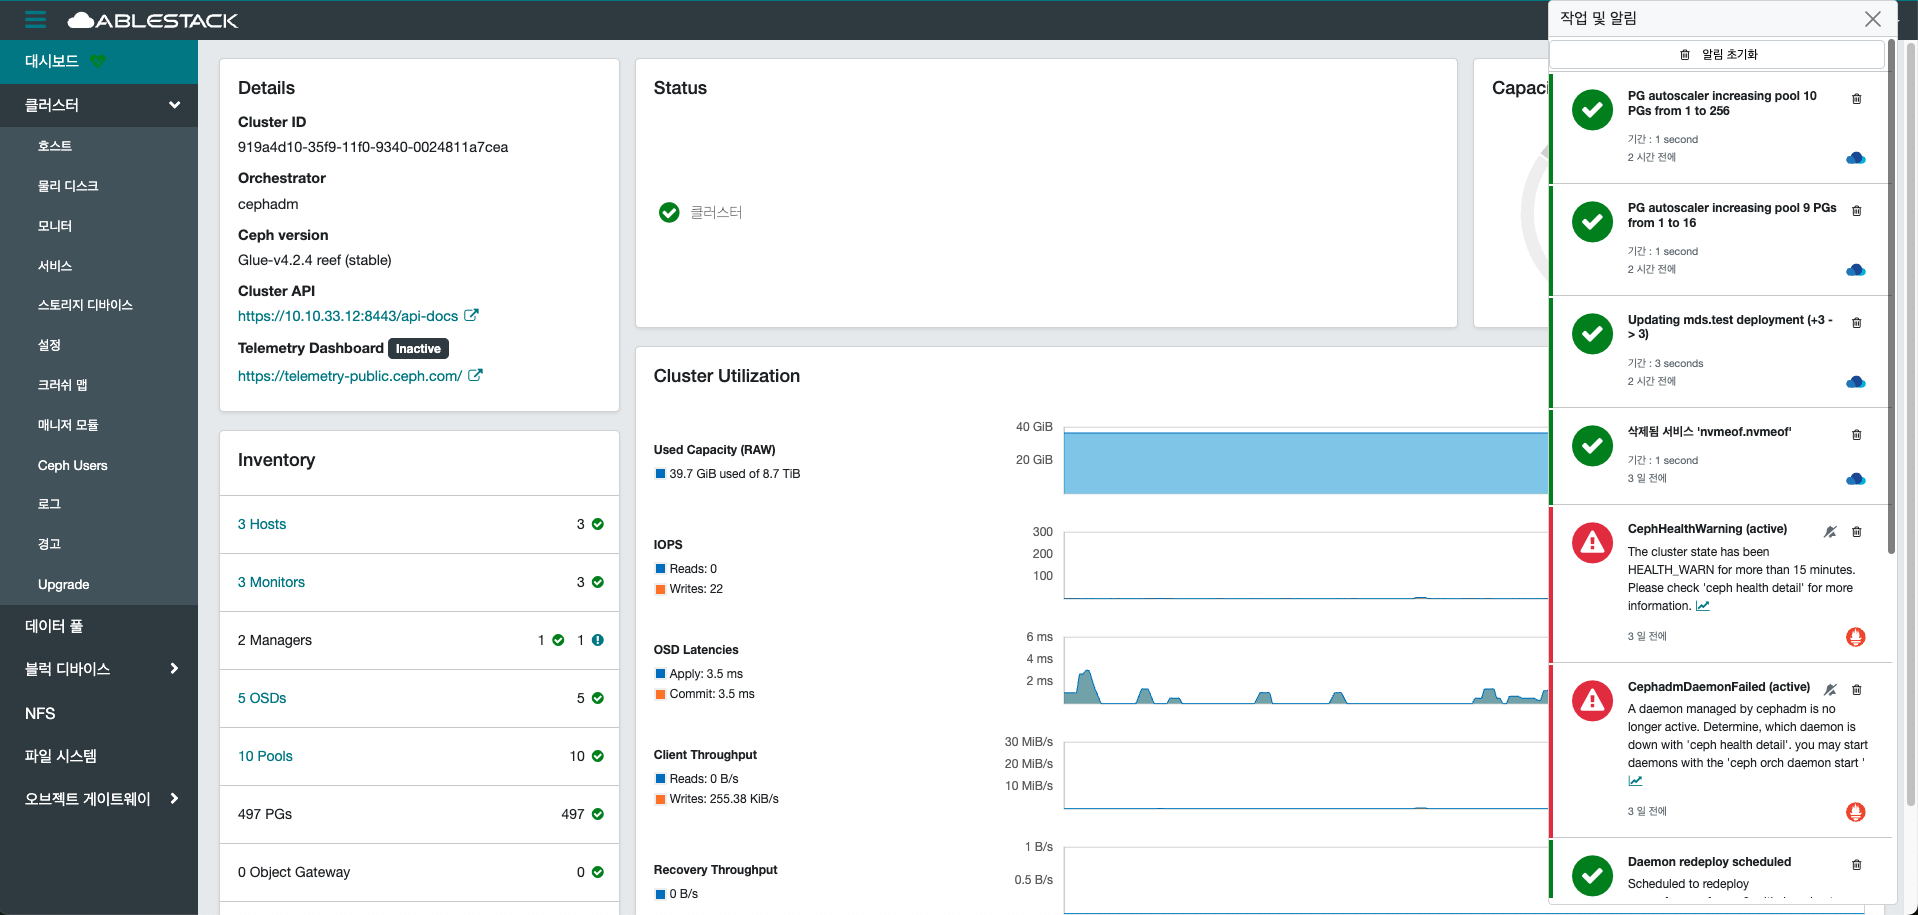 ABLESTACK
대시보드
클러스터
호스트
물리 디스크
모니터
서비스
스토리지 디바이스
설정
크러쉬 맵
매니저 모듈
Ceph Users
로그
경고
Upgrade
데이터 풀
블럭 디바이스
NFS
파일 시스템
오브젝트 게이트웨이
Details
Cluster ID
919a4d10-35f9-11f0-9340-0024811a7cea
Orchestrator
cephadm
Ceph version
Glue-v4.2.4 reef (stable)
Cluster API
https://10.10.33.12:8443/api-docs
Telemetry Dashboard Inactive
https://telemetry-public.ceph.com/
Inventory
3 Hosts 3
3 Monitors 3
2 Managers 1 1
5 OSDs 5
10 Pools 10
497 PGs 497
0 Object Gateway 0
Status
클러스터
Capaci
Cluster Utilization
Used Capacity (RAW)
39.7 GiB used of 8.7 TiB
40 GiB
20 GiB
IOPS
Reads: 0
Writes: 22
300
200
100
OSD Latencies
Apply: 3.5 ms
Commit: 3.5 ms
6 ms
4 ms
2 ms
Client Throughput
Reads: 0 B/s
Writes: 255.38 KiB/s
30 MiB/s
20 MiB/s
10 MiB/s
Recovery Throughput
0 B/s
1 B/s
0.5 B/s
작업 및 알림
알림 초기화
PG autoscaler increasing pool 10
PGs from 1 to 256
기간 : 1 second
2 시간 전에
PG autoscaler increasing pool 9 PGs
from 1 to 16
기간 : 1 second
2 시간 전에
Updating mds.test deployment (+3 -
> 3)
기간 : 3 seconds
2 시간 전에
삭제됨 서비스 'nvmeof.nvmeof'
기간 : 1 second
3 일 전에
CephHealthWarning (active)
The cluster state has been
HEALTH_WARN for more than 15 minutes.
Please check 'ceph health detail' for more
information.
3 일 전에
CephadmDaemonFailed (active)
A daemon managed by cephadm is no
longer active. Determine, which daemon is
down with 'ceph health detail'. you may start
daemons with the 'ceph orch daemon start '
3 일 전에
Daemon redeploy scheduled
Scheduled to redeploy